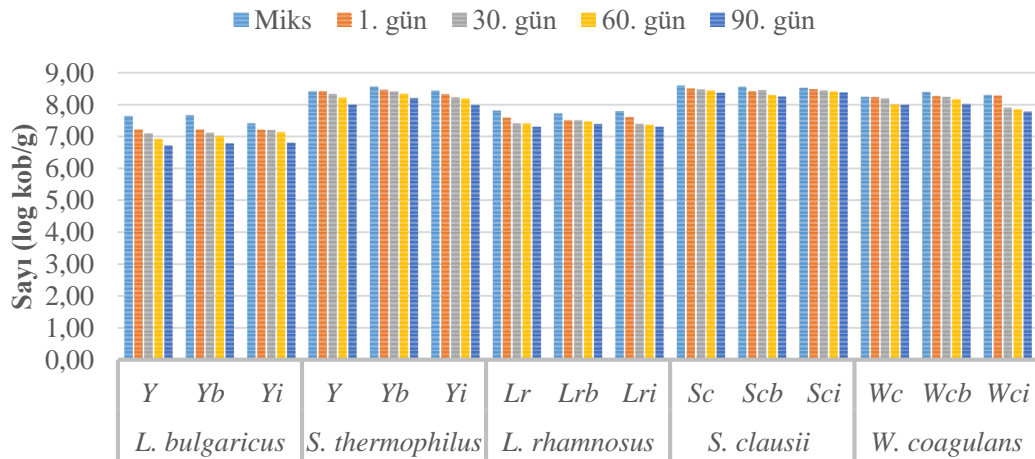 Miks 1. gün 30. gün 60. gün 90. gün
Sayı (log kob/g)
9,00
8,00
7,00
6,00
5,00
4,00
3,00
2,00
1,00
0,00
Y Yb Yi Y Yb Yi Lr Lrb Lri Sc Scb Sci Wc Wcb Wci
L. bulgaricus S. thermophilus L. rhamnosus S. clausii W. coagulans